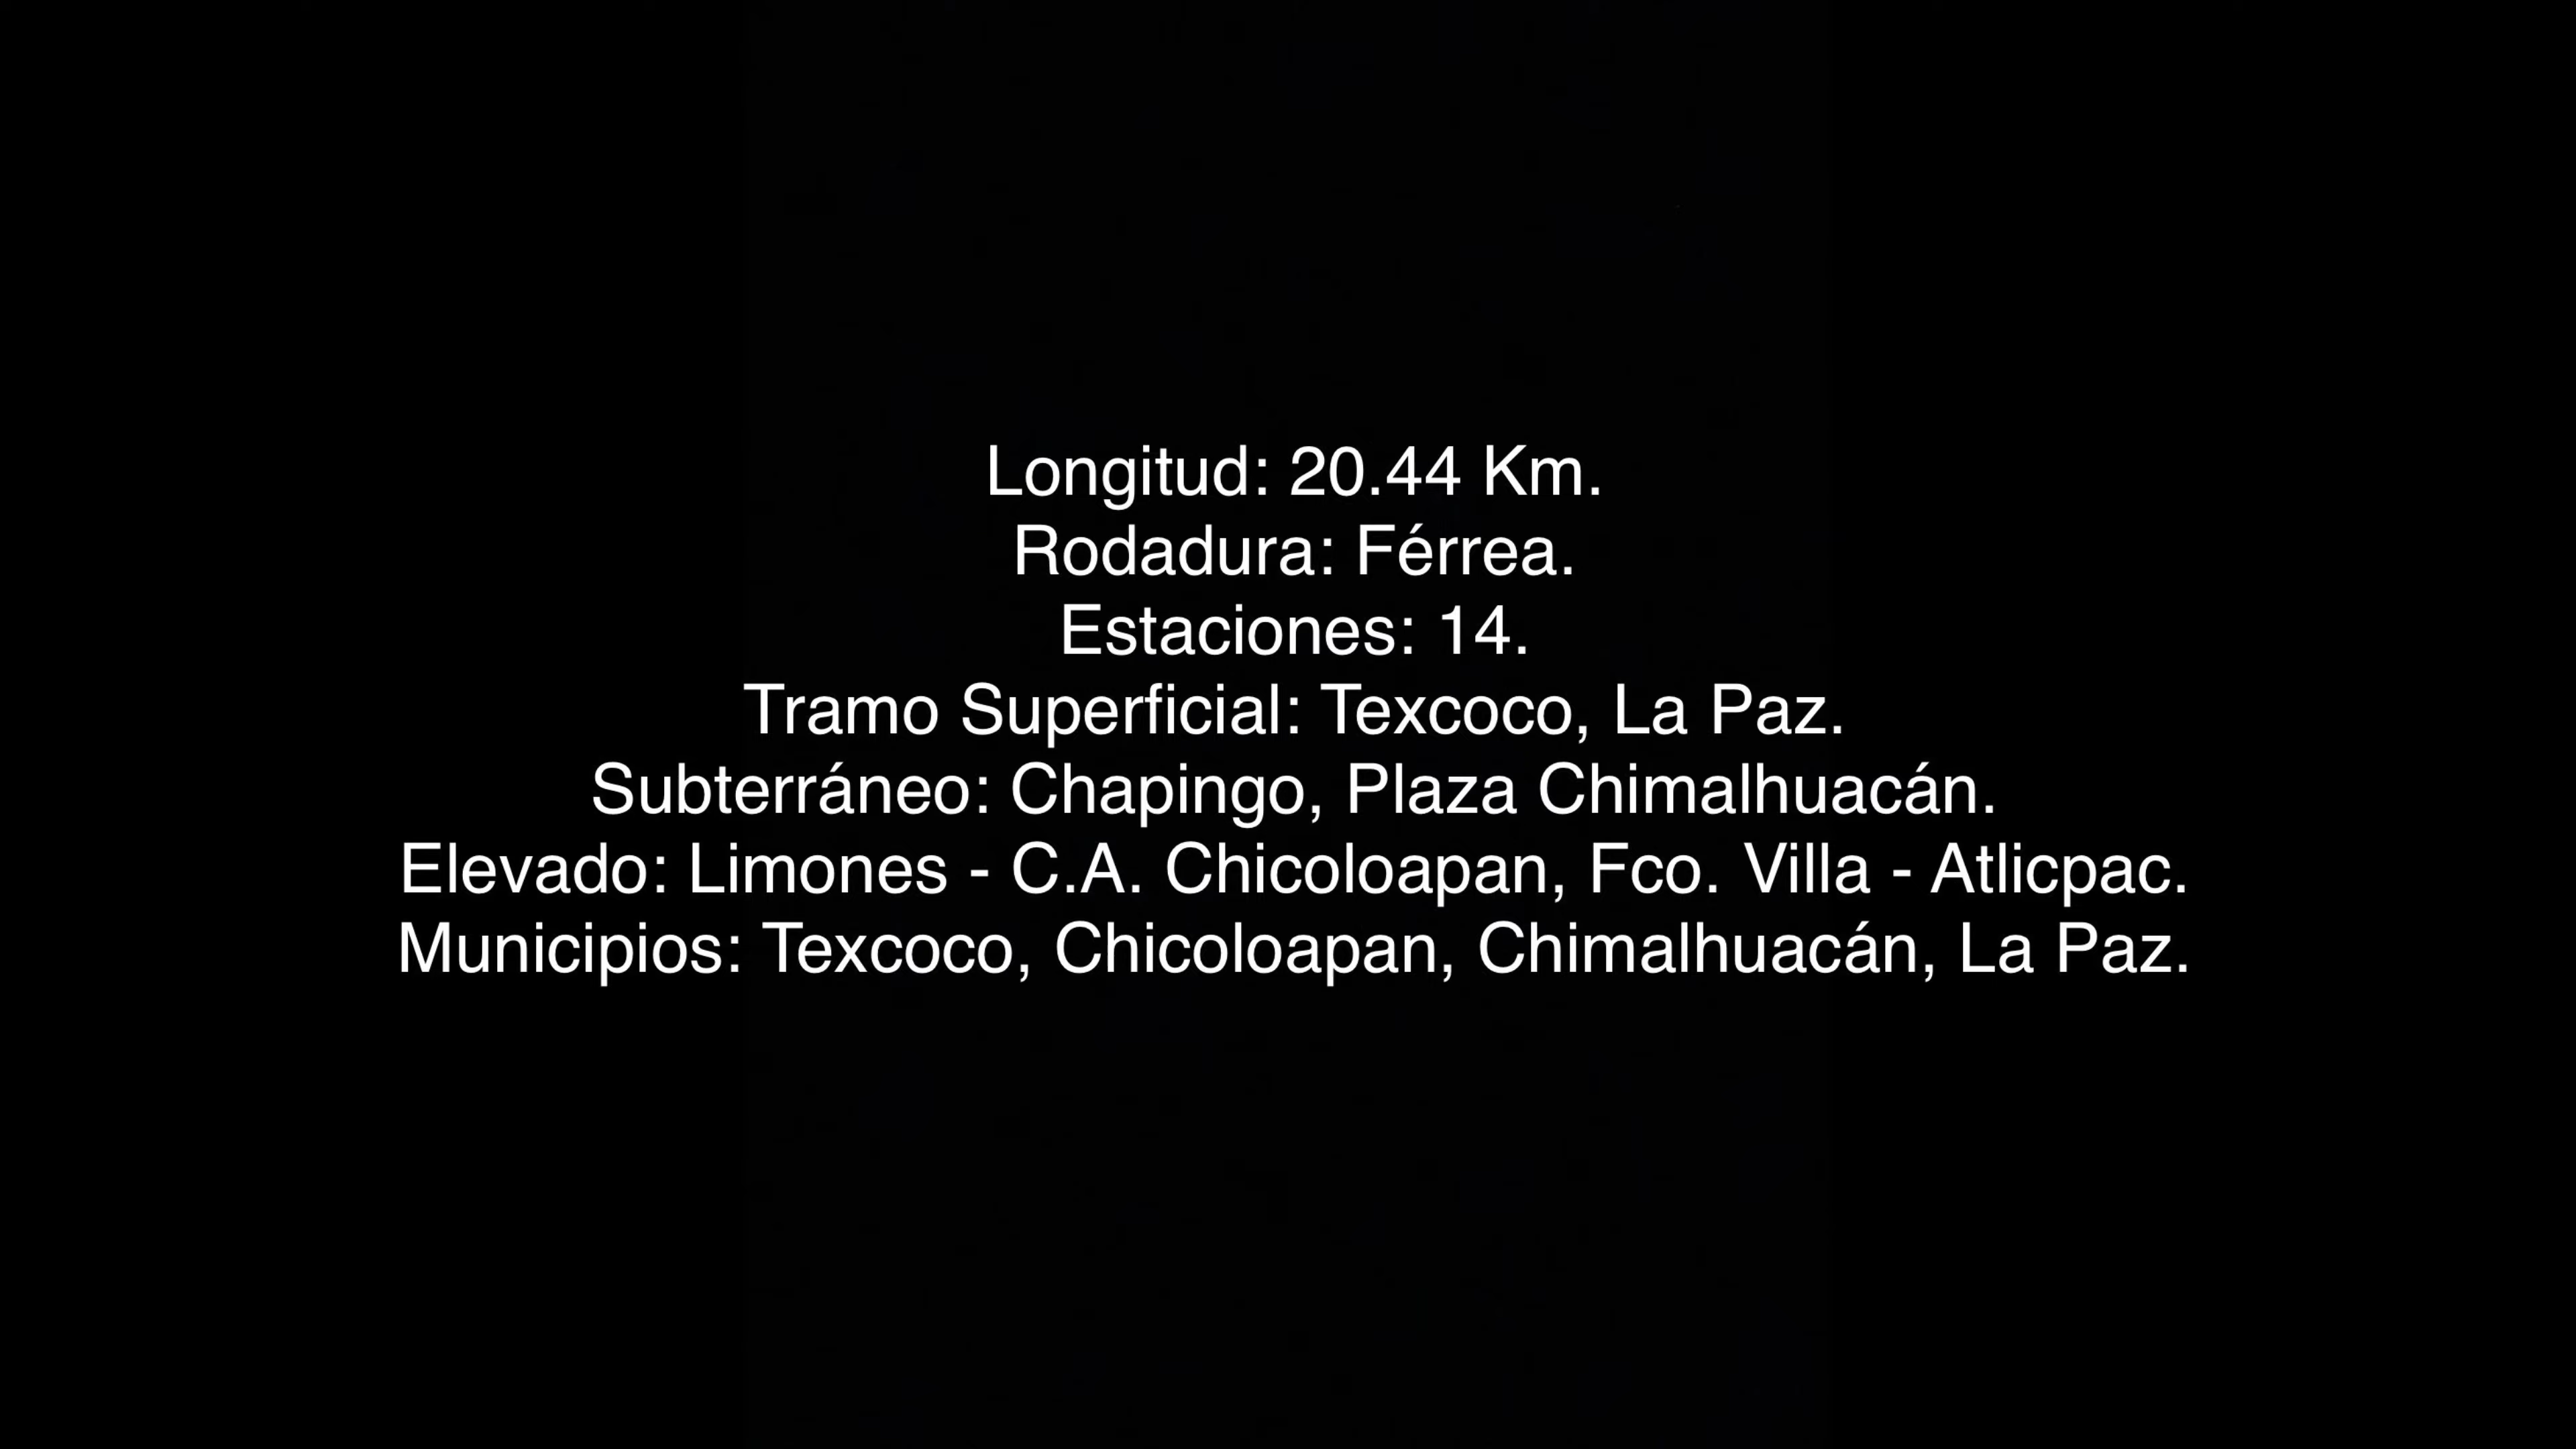 Longitud: 20.44 Km.
Rodadura: Férrea.
Estaciones: 14.
Tramo Superficial: Texcoco, La Paz.
Subterráneo: Chapingo, Plaza Chimalhuacán.
Elevado: Limones - C.A. Chicoloapan, Fco. Villa - Atlicpac.
Municipios: Texcoco, Chicoloapan, Chimalhuacán, La Paz.